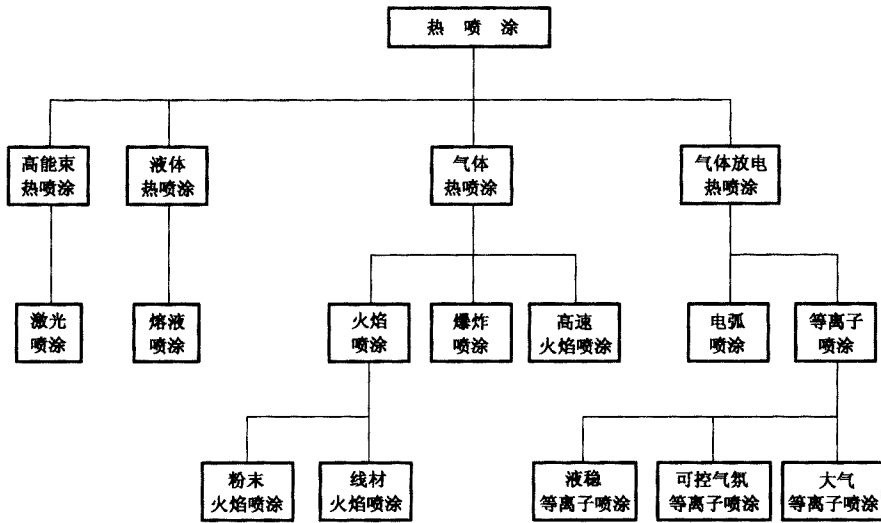 热喷涂
高能束
热喷涂
液体
热喷涂
气体
热喷涂
气体放电
热喷涂
激光
喷涂
熔液
喷涂
火焰
喷涂
爆炸
喷涂
高速
火焰喷涂
电弧
喷涂
等离子
喷涂
粉末
火焰喷涂
线材
火焰喷涂
液稳
等离子喷涂
可控气氛
等离子喷涂
大气
等离子喷涂